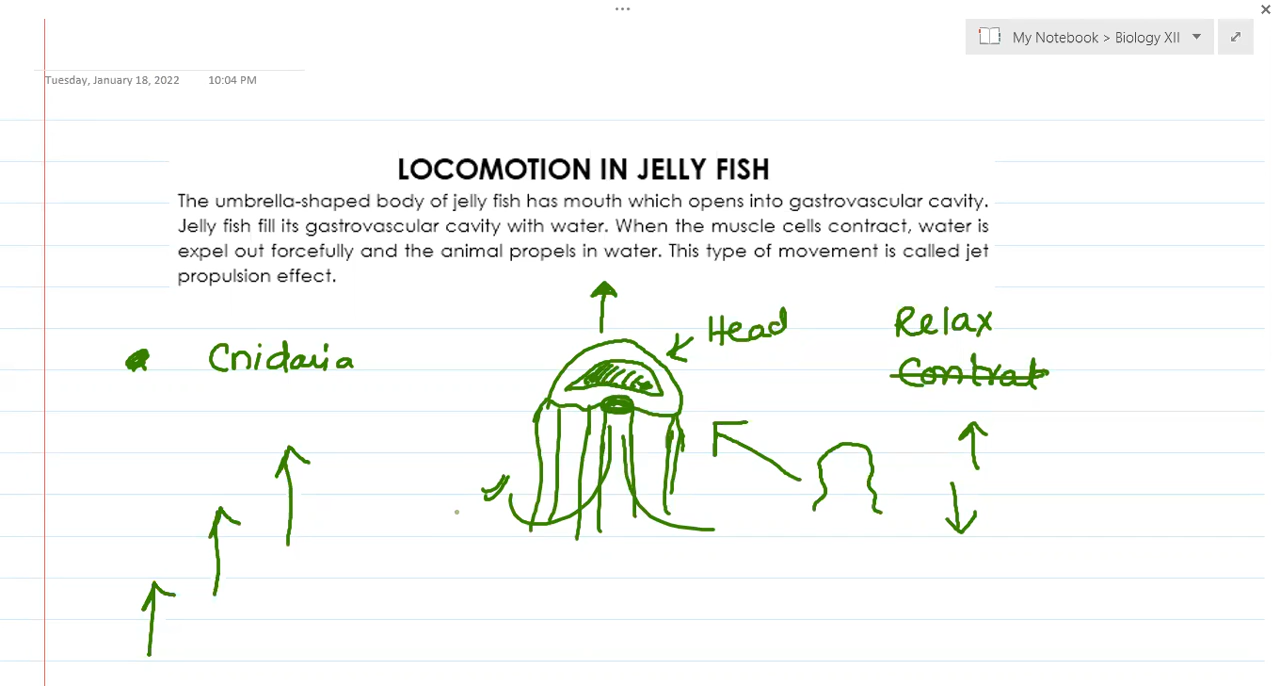 My Notebook > Biology XII
Tuesday, January 18, 2022 10:04 PM
LOCOMOTION IN JELLY FISH
The umbrella-shaped body of jelly fish has mouth which opens into gastrovascular cavity.
Jelly fish fill its gastrovascular cavity with water. When the muscle cells contract, water is
expel out forcefully and the animal propels in water. This type of movement is called jet
propulsion effect.
Head
Relax
Cnidaria
Contrat